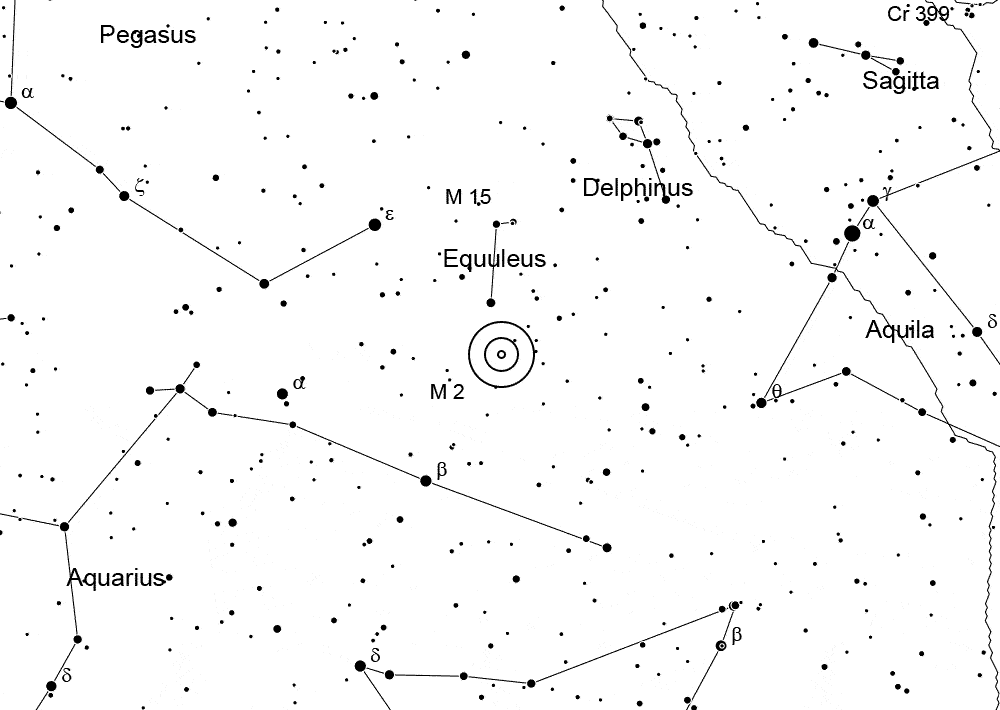 Cr 399
Pegasus
Sagitta
α
ζ
Delphinus
M 15
γ
ε
α
Equuleus
δ
Aquila
α
M 2
θ
β
Aquarius
β
δ
δ